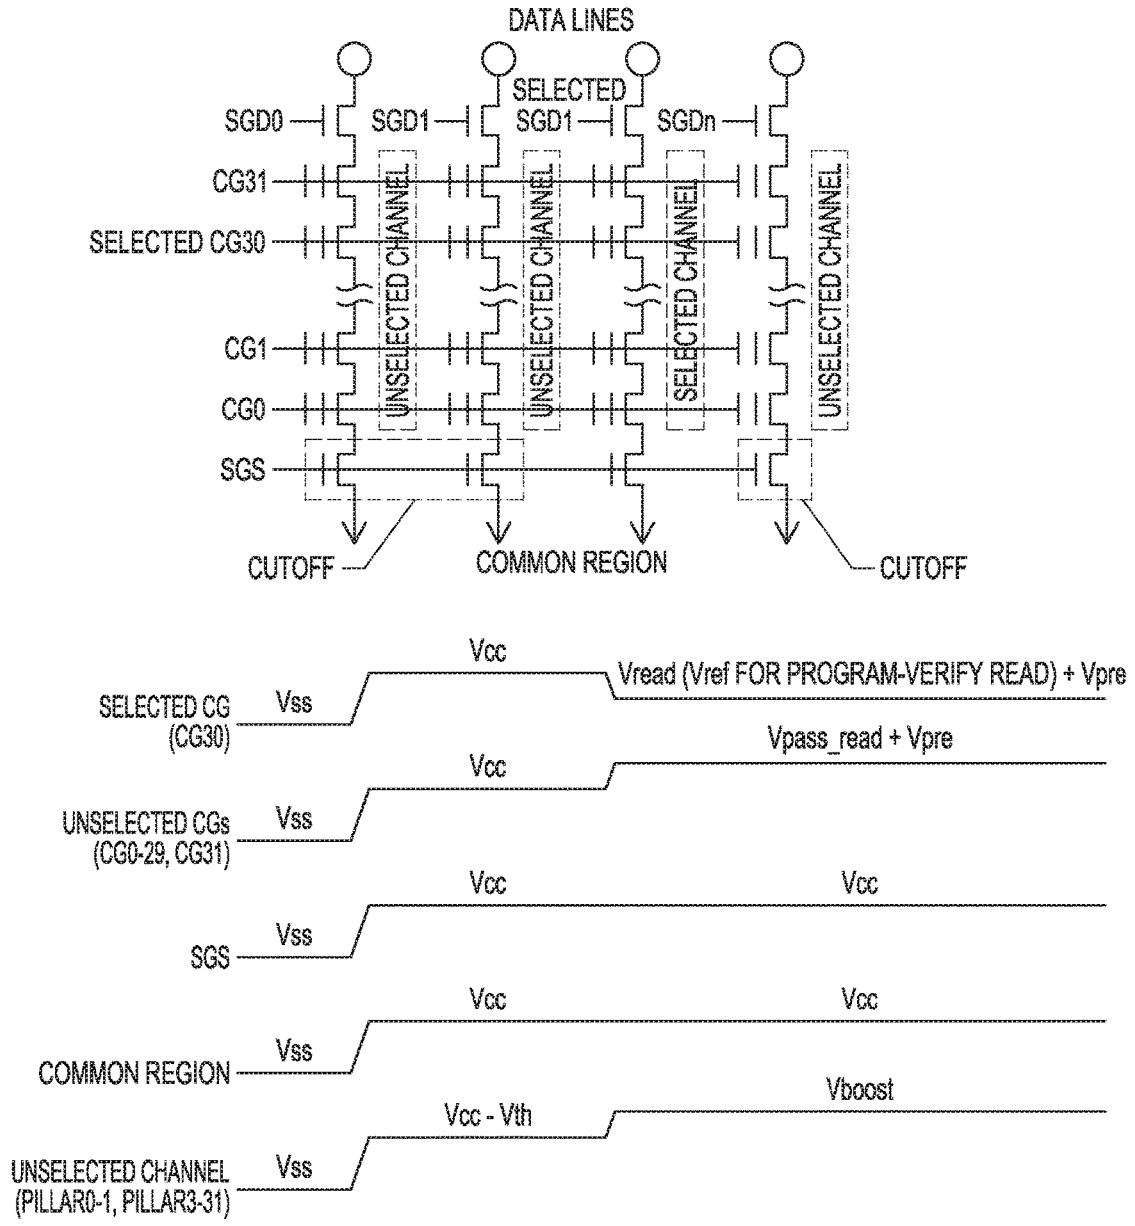 DATA LINES
SELECTED
SGD0
SGD1
SGD1
SGDn
CG31
SELECTED CG30
CG1
CG0
SGS
UNSELECTED CHANNEL
UNSELECTED CHANNEL
SELECTED CHANNEL
UNSELECTED CHANNEL
CUTOFF
COMMON REGION
CUTOFF
SELECTED CG
(CG30)
Vss
Vcc
Vread (Vref FOR PROGRAM-VERIFY READ) + Vpre
UNSELECTED CGs
(CG0-29, CG31)
Vss
Vcc
Vpass_read + Vpre
SGS
Vss
Vcc
Vcc
COMMON REGION
Vss
Vcc
Vcc
UNSELECTED CHANNEL
(PILLAR0-1, PILLAR3-31)
Vss
Vcc - Vth
Vboost